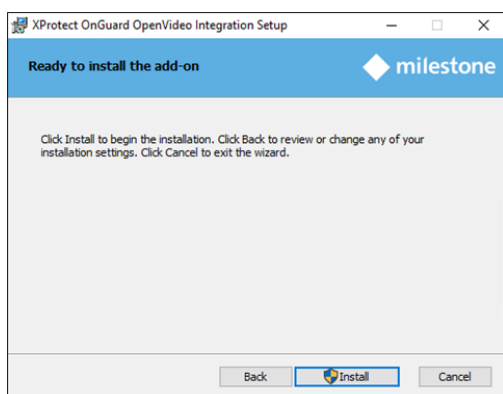 XProtect OnGuard OpenVideo Integration Setup
Ready to install the add-on
milestone
Click Install to begin the installation. Click Back to review or change any of your
installation settings. Click Cancel to exit the wizard.
Back Install Cancel